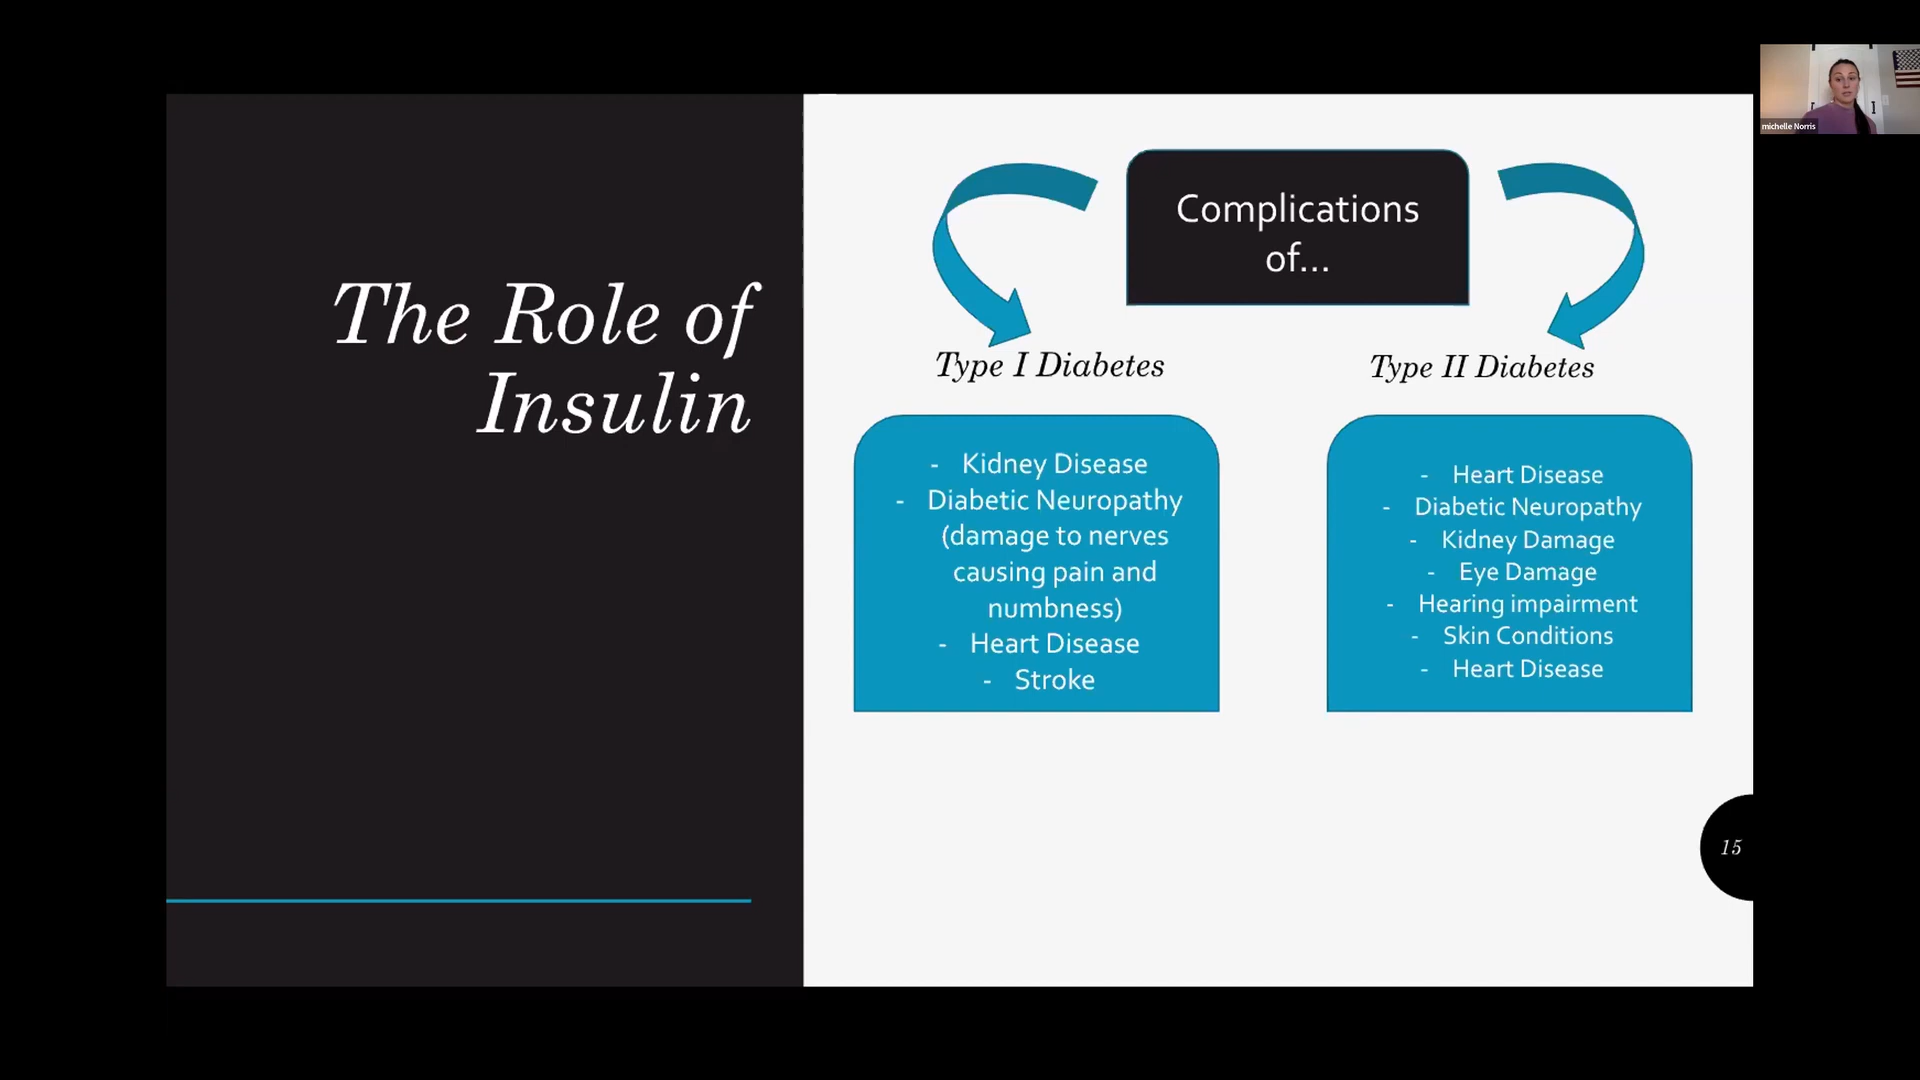 The Role of
Insulin
Complications
of...
Type I Diabetes
- Kidney Disease
- Diabetic Neuropathy
(damage to nerves
causing pain and
numbness)
- Heart Disease
- Stroke
Type II Diabetes
- Heart Disease
- Diabetic Neuropathy
- Kidney Damage
- Eye Damage
- Hearing impairment
- Skin Conditions
- Heart Disease
15
michelle Norris